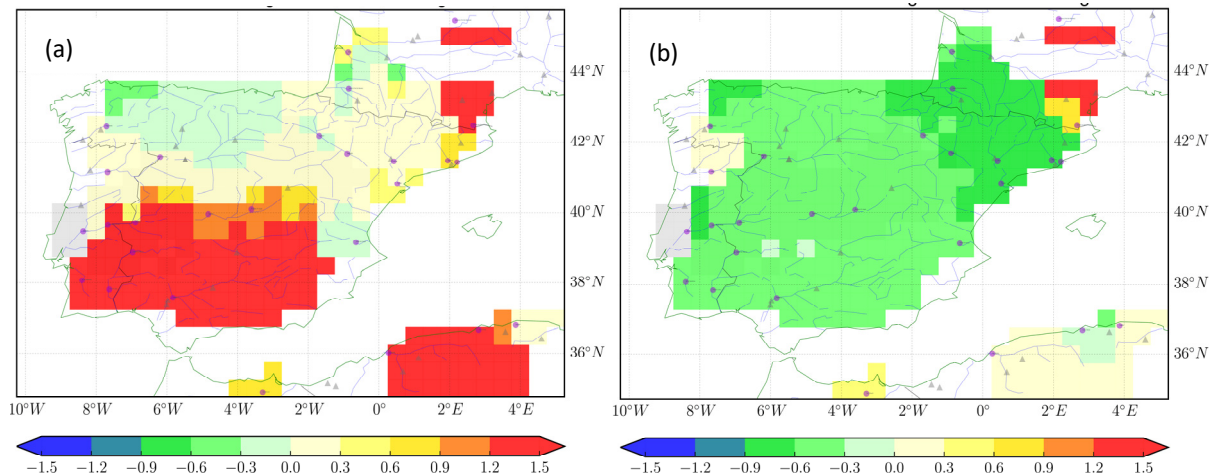 (a) (b)
44°N 44°N
42°N 42°N
40°N 40°N
38°N 38°N
36°N 36°N
10°W 8°W 6°W 4°W 2°W 0° 2°E 4°E 10°W 8°W 6°W 4°W 2°W 0° 2°E 4°E
−1.5 −1.2 −0.9 −0.6 −0.3 0.0 0.3 0.6 0.9 1.2 1.5 −1.5 −1.2 −0.9 −0.6 −0.3 0.0 0.3 0.6 0.9 1.2 1.5